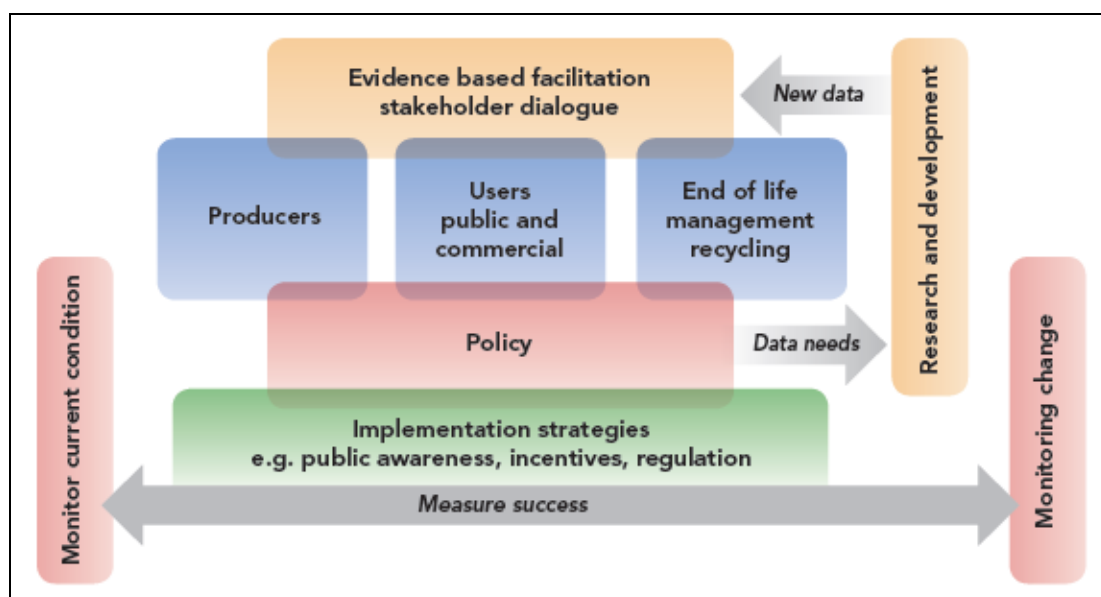 Evidence based facilitation
stakeholder dialogue
New data
Research and development
Producers
Users
public and
commercial
End of life
management
recycling
Monitor current condition
Policy
Data needs
Monitoring change
Implementation strategies
e.g. public awareness, incentives, regulation
Measure success